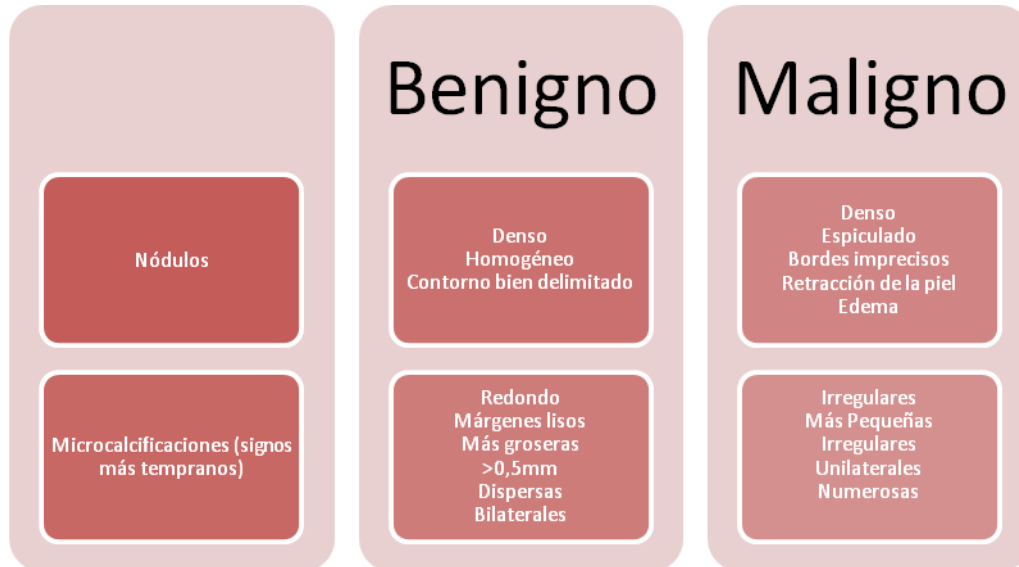 Benigno
Maligno
Nódulos
Denso
Homogéneo
Contorno bien delimitado
Denso
Espiculado
Bordes imprecisos
Retracción de la piel
Edema
Microcalcificaciones (signos
más tempranos)
Redondo
Márgenes lisos
Más groseras
>0,5mm
Dispersas
Bilaterales
Irregulares
Más Pequeñas
Irregulares
Unilaterales
Numerosas